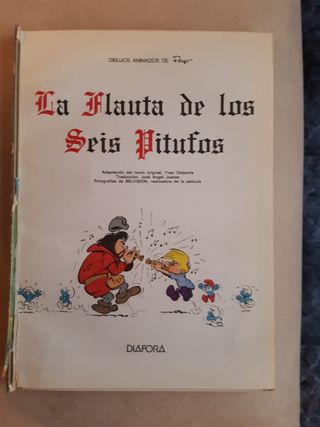 DIBUJOS ANIMADOS DE Peyo
La Flauta de los
Seis Pitufos
Adaptación del texto original, Yvan Delporte
Traducción, José Ángel Juanes
Fotografías de BELVISION, realizadora de la película
DIAFORA